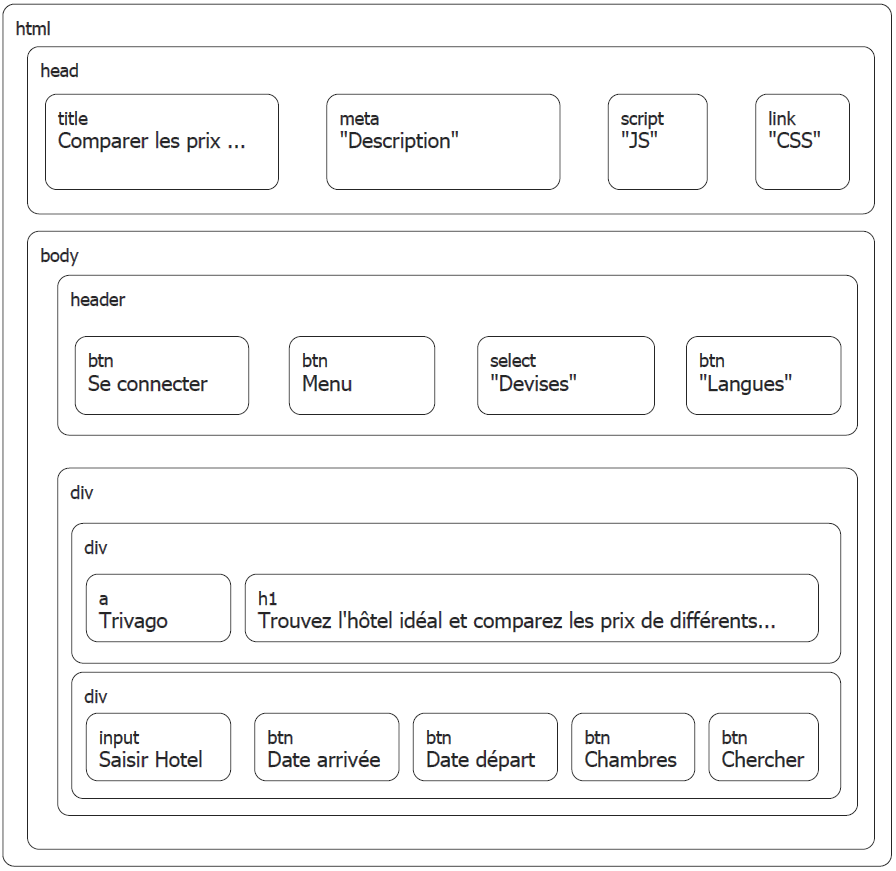 html
head
title
Comparer les prix ...
meta
"Description"
script
"JS"
link
"CSS"
body
header
btn
Se connecter
btn
Menu
select
"Devises"
btn
"Langues"
div
div
a
Trivago
h1
Trouvez l'hôtel idéal et comparez les prix de différents...
div
input
Saisir Hotel
btn
Date arrivée
btn
Date départ
btn
Chambres
btn
Chercher